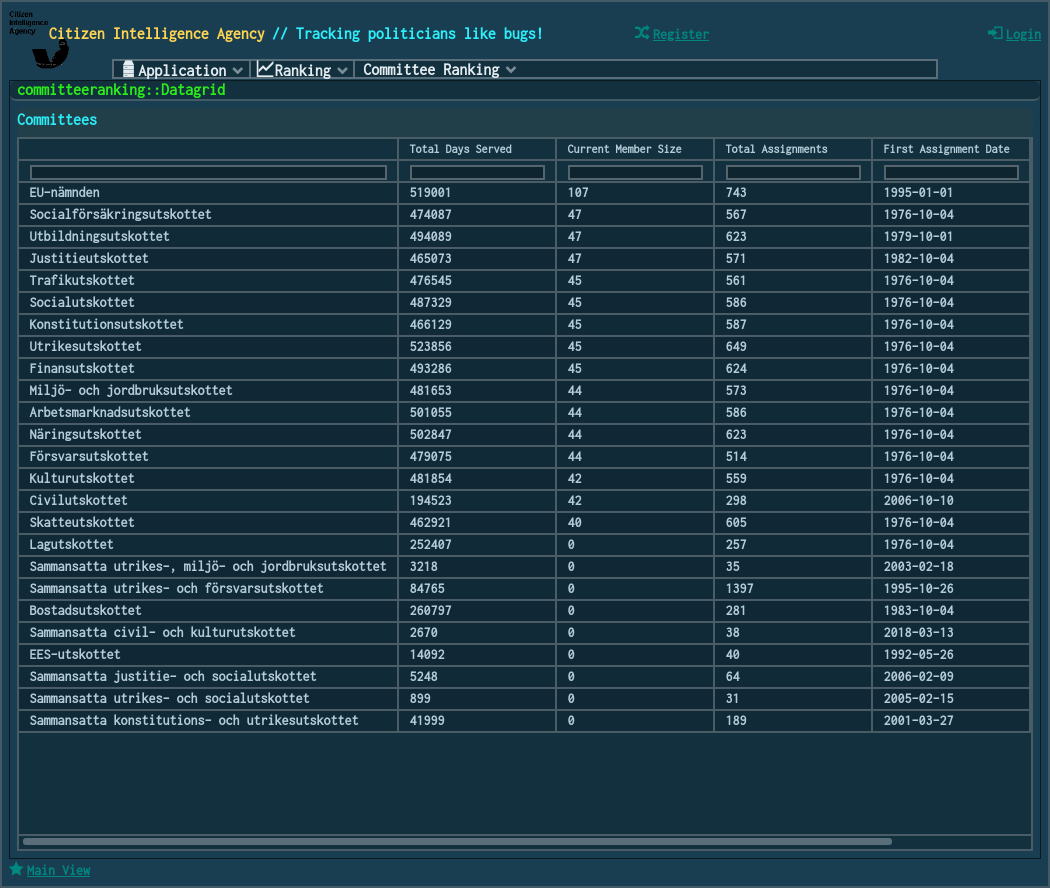 Citizen
Intelligence
Agency
Citizen Intelligence Agency // Tracking politicians like bugs!
Register
Login
Application
Ranking
Committee Ranking
committeeranking::Datagrid
Committees
Total Days Served Current Member Size Total Assignments First Assignment Date
EU-nämnden 519001 107 743 1995-01-01
Socialförsäkringsutskottet 474087 47 567 1976-10-04
Utbildningsutskottet 494089 47 623 1979-10-01
Justitieutskottet 465073 47 571 1982-10-04
Trafikutskottet 476545 45 561 1976-10-04
Socialutskottet 487329 45 586 1976-10-04
Konstitutionsutskottet 466129 45 587 1976-10-04
Utrikesutskottet 523856 45 649 1976-10-04
Finansutskottet 493286 45 624 1976-10-04
Miljö- och jordbruksutskottet 481653 44 573 1976-10-04
Arbetsmarknadsutskottet 501055 44 586 1976-10-04
Näringsutskottet 502847 44 623 1976-10-04
Försvarsutskottet 479075 44 514 1976-10-04
Kulturutskottet 481854 42 559 1976-10-04
Civilutskottet 194523 42 298 2006-10-10
Skatteutskottet 462921 40 605 1976-10-04
Lagutskottet 252407 0 257 1976-10-04
Sammansatta utrikes-, miljö- och jordbruksutskottet 3218 0 35 2003-02-18
Sammansatta utrikes- och försvarsutskottet 84765 0 1397 1995-10-26
Bostadsutskottet 260797 0 281 1983-10-04
Sammansatta civil- och kulturutskottet 2670 0 38 2018-03-13
EES-utskottet 14092 0 40 1992-05-26
Sammansatta justitie- och socialutskottet 5248 0 64 2006-02-09
Sammansatta utrikes- och socialutskottet 899 0 31 2005-02-15
Sammansatta konstitutions- och utrikesutskottet 41999 0 189 2001-03-27
Main View